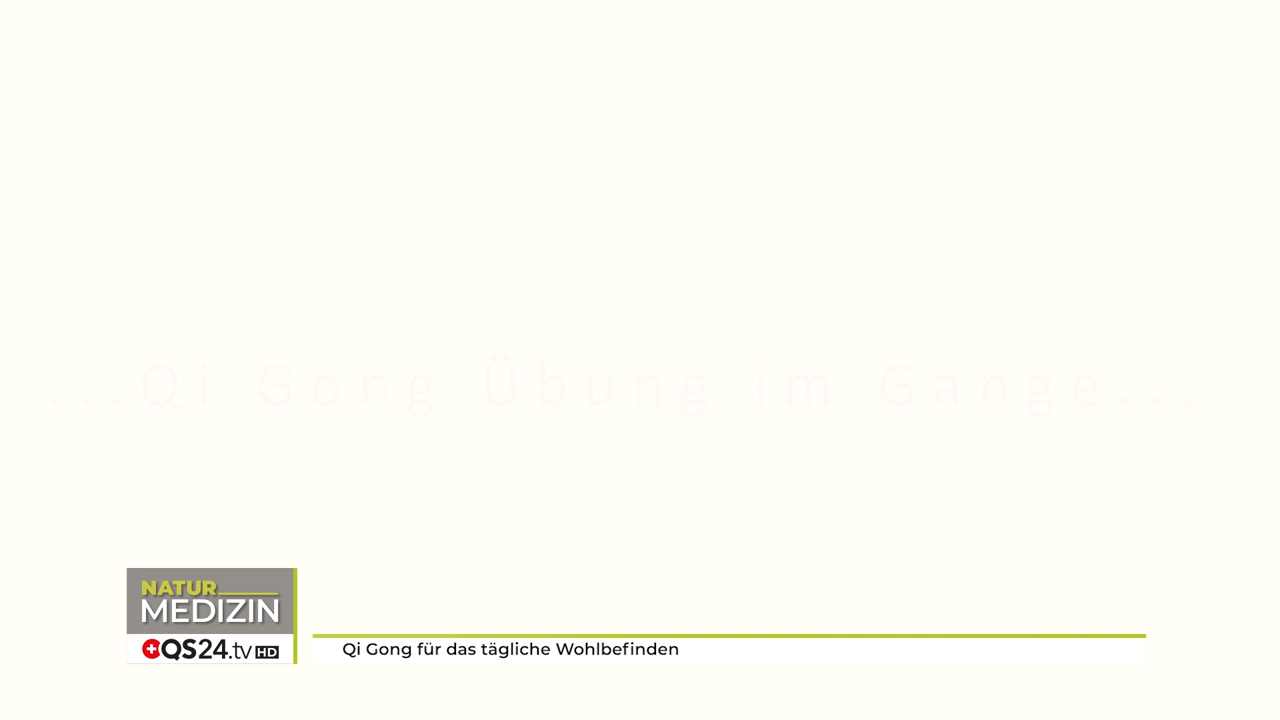 ...Qi Gong Übung im Gange...
NATUR
MEDIZIN
QS24.tv HD
Qi Gong für das tägliche Wohlbefinden